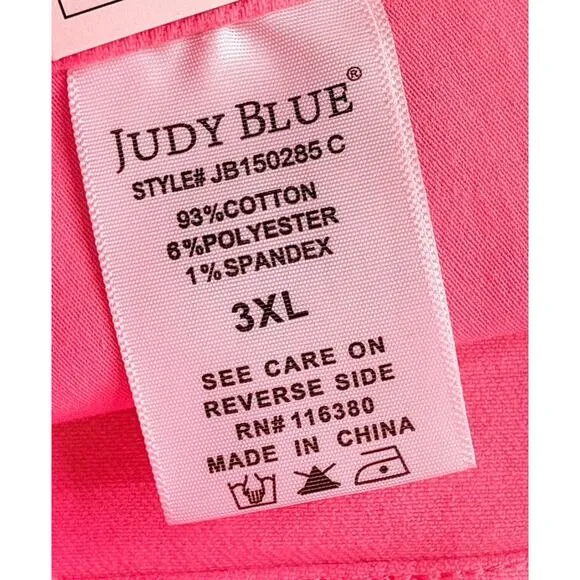 JUDY BLUE®
STYLE# JB150285 C
93%COTTON
6%POLYESTER
1%SPANDEX
3XL
SEE CARE ON
REVERSE SIDE
RN# 116380
MADE IN CHINA